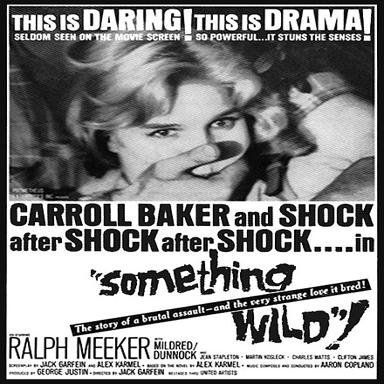 THIS IS DARING! THIS IS DRAMA!
SELDOM SEEN ON THE MOVIE SCREEN! SO POWERFUL...IT STUNS THE SENSES!
PROMETHEUS
ENTERPRISES INC.
CARROLL BAKER and SHOCK
after SHOCK after SHOCK....in
"something
WILD"!
The story of a brutal assault—and the very strange love it bred!
RALPH MEEKER
MILDRED/
DUNNOCK
JEAN STAPLETON · MARTIN KOSLECK · CHARLES WATTS · CLIFTON JAMES
SCREENPLAY BY JACK GARFEIN AND ALEX KARMEL · BASED ON THE NOVEL BY ALEX KARMEL · MUSIC COMPOSED AND CONDUCTED BY AARON COPLAND
PRODUCED BY GEORGE JUSTIN · DIRECTED BY JACK GARFEIN RELEASED THRU UNITED ARTISTS